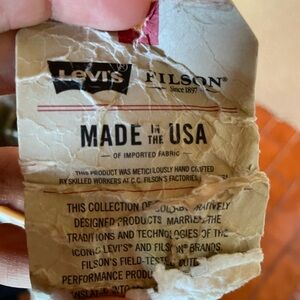 LEVI'S FILSON®
Since 1897
MADE IN THE USA
— OF IMPORTED FABRIC —
THIS PRODUCT WAS METICULOUSLY HAND CRAFTED
BY SKILLED WORKERS AT C.C. FILSON'S FACTORIES
THIS COLLECTION OF
DESIGNED PRODUCTS MARRIES THE
TRADITIONS AND TECHNOLOGIES OF THE
ICONIC LEVI'S® AND FILSON BRANDS.
FILSON'S FIELD-TESTED
PERFORMANCE